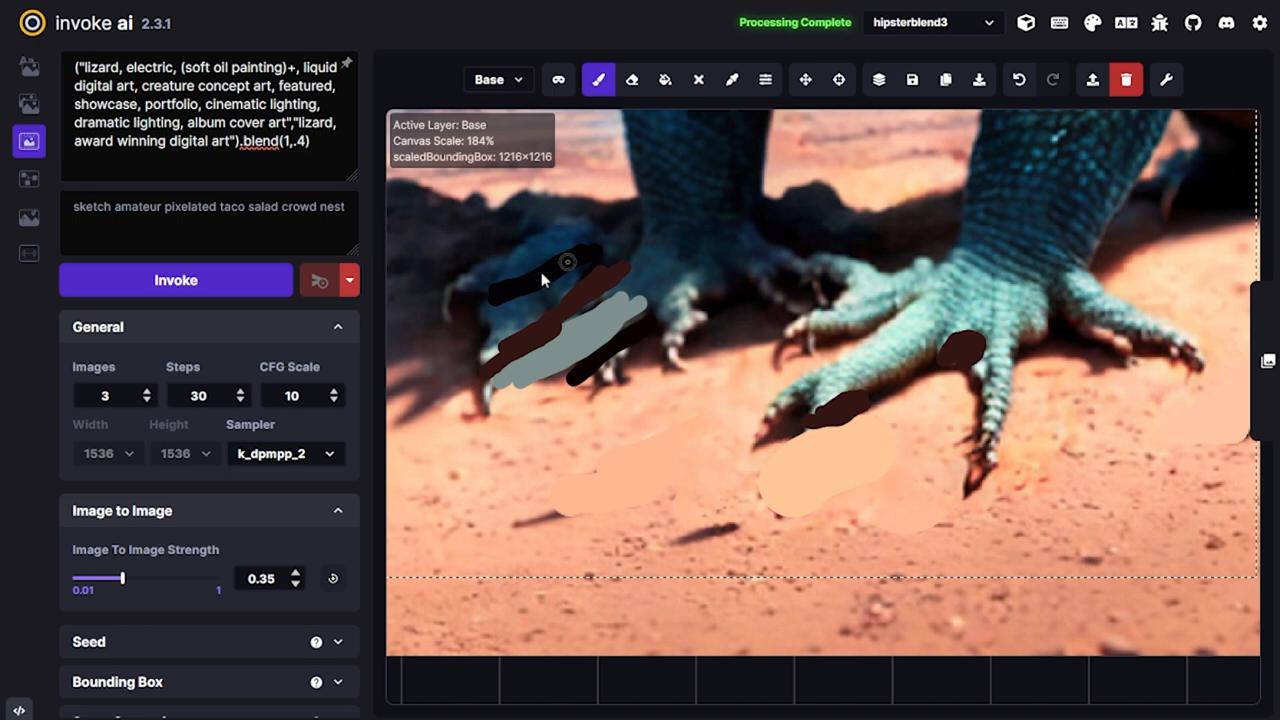 invoke ai 2.3.1
Processing Complete
hipsterblend3
("lizard, electric, (soft oil painting)+, liquid
digital art, creature concept art, featured,
showcase, portfolio, cinematic lighting,
dramatic lighting, album cover art","lizard,
award winning digital art").blend(1,.4)
sketch amateur pixelated taco salad crowd nest
Invoke
General
Images
Steps
CFG Scale
3
30
10
Width
Height
Sampler
1536
1536
k_dpmpp_2
Image to Image
Image To Image Strength
0.35
0.01
1
Seed
Bounding Box
Base
Active Layer: Base
Canvas Scale: 184%
scaledBoundingBox: 1216×1216